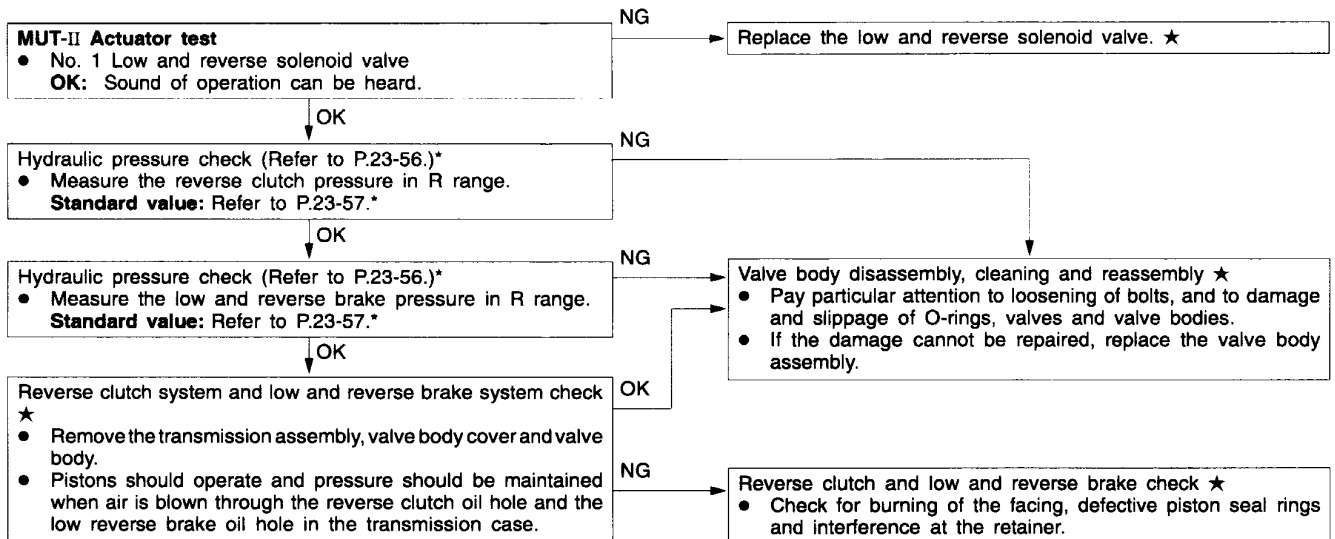 NG
MUT-II Actuator test
● No. 1 Low and reverse solenoid valve
OK: Sound of operation can be heard.
Replace the low and reverse solenoid valve. ★
OK
NG
Hydraulic pressure check (Refer to P.23-56.)*
● Measure the reverse clutch pressure in R range.
Standard value: Refer to P.23-57.*
OK
NG
Hydraulic pressure check (Refer to P.23-56.)*
● Measure the low and reverse brake pressure in R range.
Standard value: Refer to P.23-57.*
Valve body disassembly, cleaning and reassembly ★
● Pay particular attention to loosening of bolts, and to damage
and slippage of O-rings, valves and valve bodies.
● If the damage cannot be repaired, replace the valve body
assembly.
OK
OK
Reverse clutch system and low and reverse brake system check
★
● Remove the transmission assembly, valve body cover and valve
body.
● Pistons should operate and pressure should be maintained
when air is blown through the reverse clutch oil hole and the
low reverse brake oil hole in the transmission case.
NG
Reverse clutch and low and reverse brake check ★
● Check for burning of the facing, defective piston seal rings
and interference at the retainer.